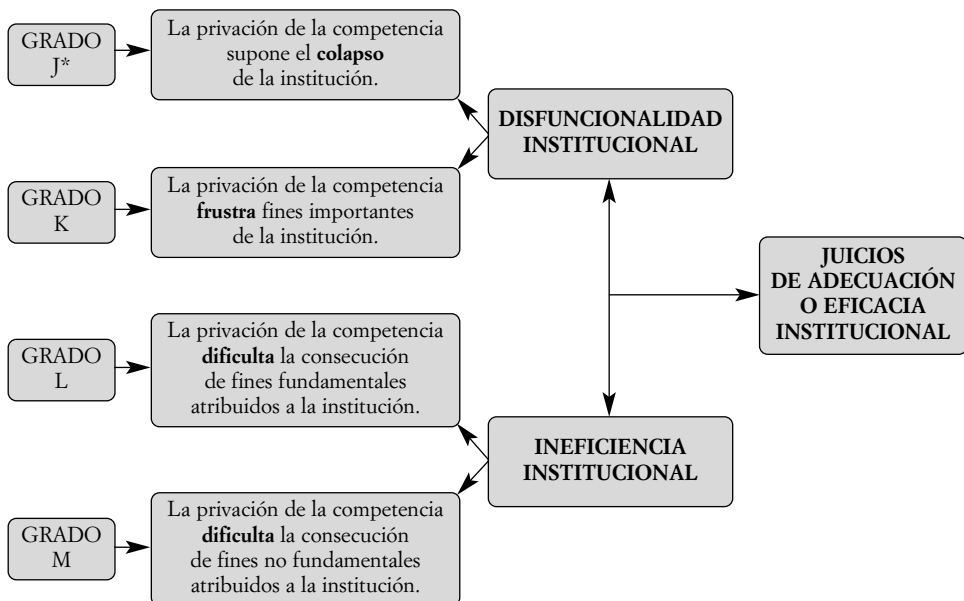 GRADO
J*
La privación de la competencia
supone el colapso
de la institución.
DISFUNCIONALIDAD
INSTITUCIONAL
GRADO
K
La privación de la competencia
frustra fines importantes
de la institución.
JUICIOS
DE ADECUACIÓN
O EFICACIA
INSTITUCIONAL
GRADO
L
La privación de la competencia
dificulta la consecución
de fines fundamentales
atribuidos a la institución.
INEFICIENCIA
INSTITUCIONAL
GRADO
M
La privación de la competencia
dificulta la consecución
de fines no fundamentales
atribuidos a la institución.